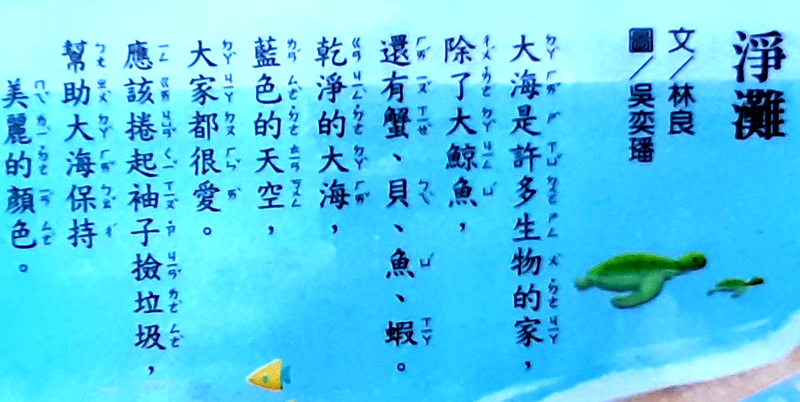 淨灘
文／林良
圖／吳奕璠
大海是許多生物的家，
除了大鯨魚，
還有蟹、貝、魚、蝦。
乾淨的大海，
藍色的天空，
大家都很愛。
應該捲起袖子撿垃圾，
幫助大海保持
美麗的顏色。